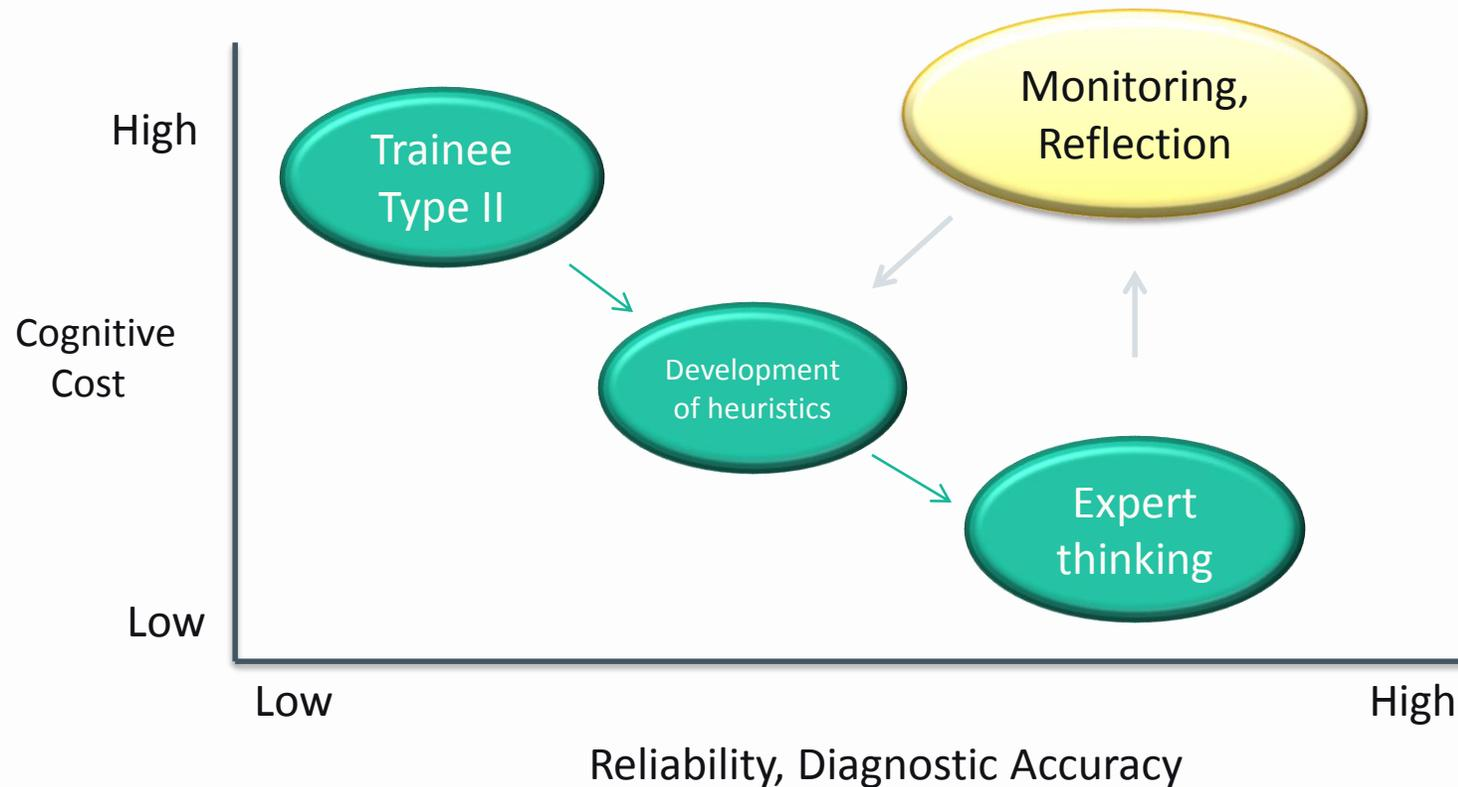 Monitoring,
Reflection
High
Trainee
Type II
Cognitive
Cost
Development
of heuristics
Expert
thinking
Low
Low
High
Reliability, Diagnostic Accuracy